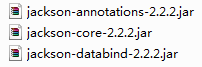 jackson-annotations-2.2.2.jar
jackson-core-2.2.2.jar
jackson-databind-2.2.2.jar